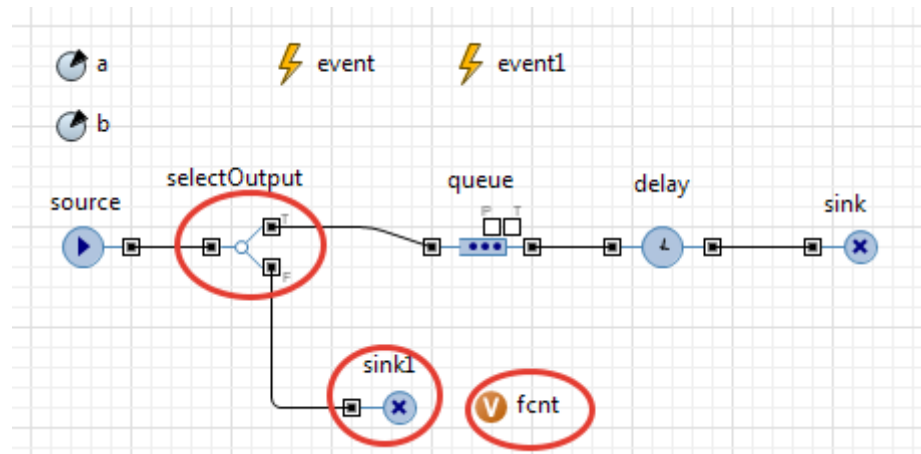 a
event
event1
b
selectOutput
queue
delay
source
sink
T
P
T
F
sink1
V
fcnt